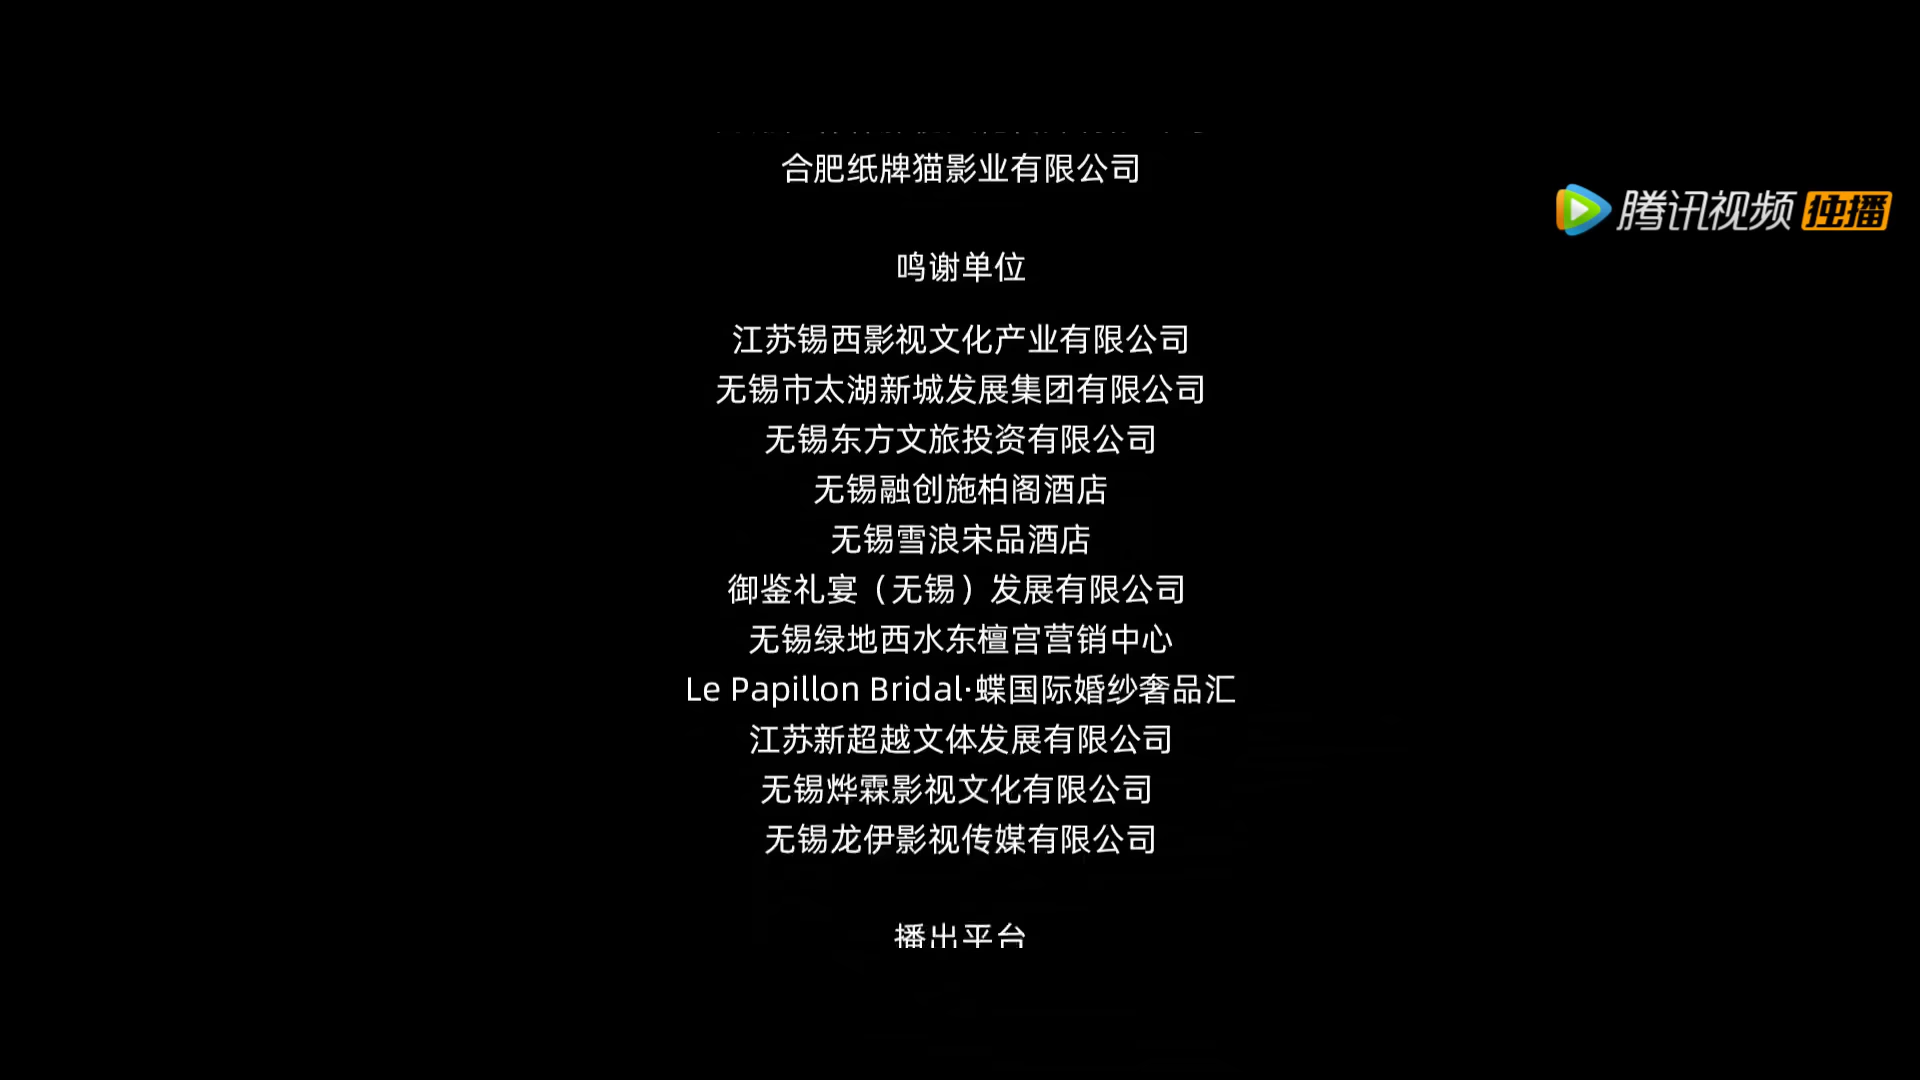 合肥纸牌猫影业有限公司
腾讯视频 独播
鸣谢单位
江苏锡西影视文化产业有限公司
无锡市太湖新城发展集团有限公司
无锡东方文旅投资有限公司
无锡融创施柏阁酒店
无锡雪浪宋品酒店
御鉴礼宴（无锡）发展有限公司
无锡绿地西水东檀宫营销中心
Le Papillon Bridal·蝶国际婚纱奢品汇
江苏新超越文体发展有限公司
无锡烨霖影视文化有限公司
无锡龙伊影视传媒有限公司
播出平台